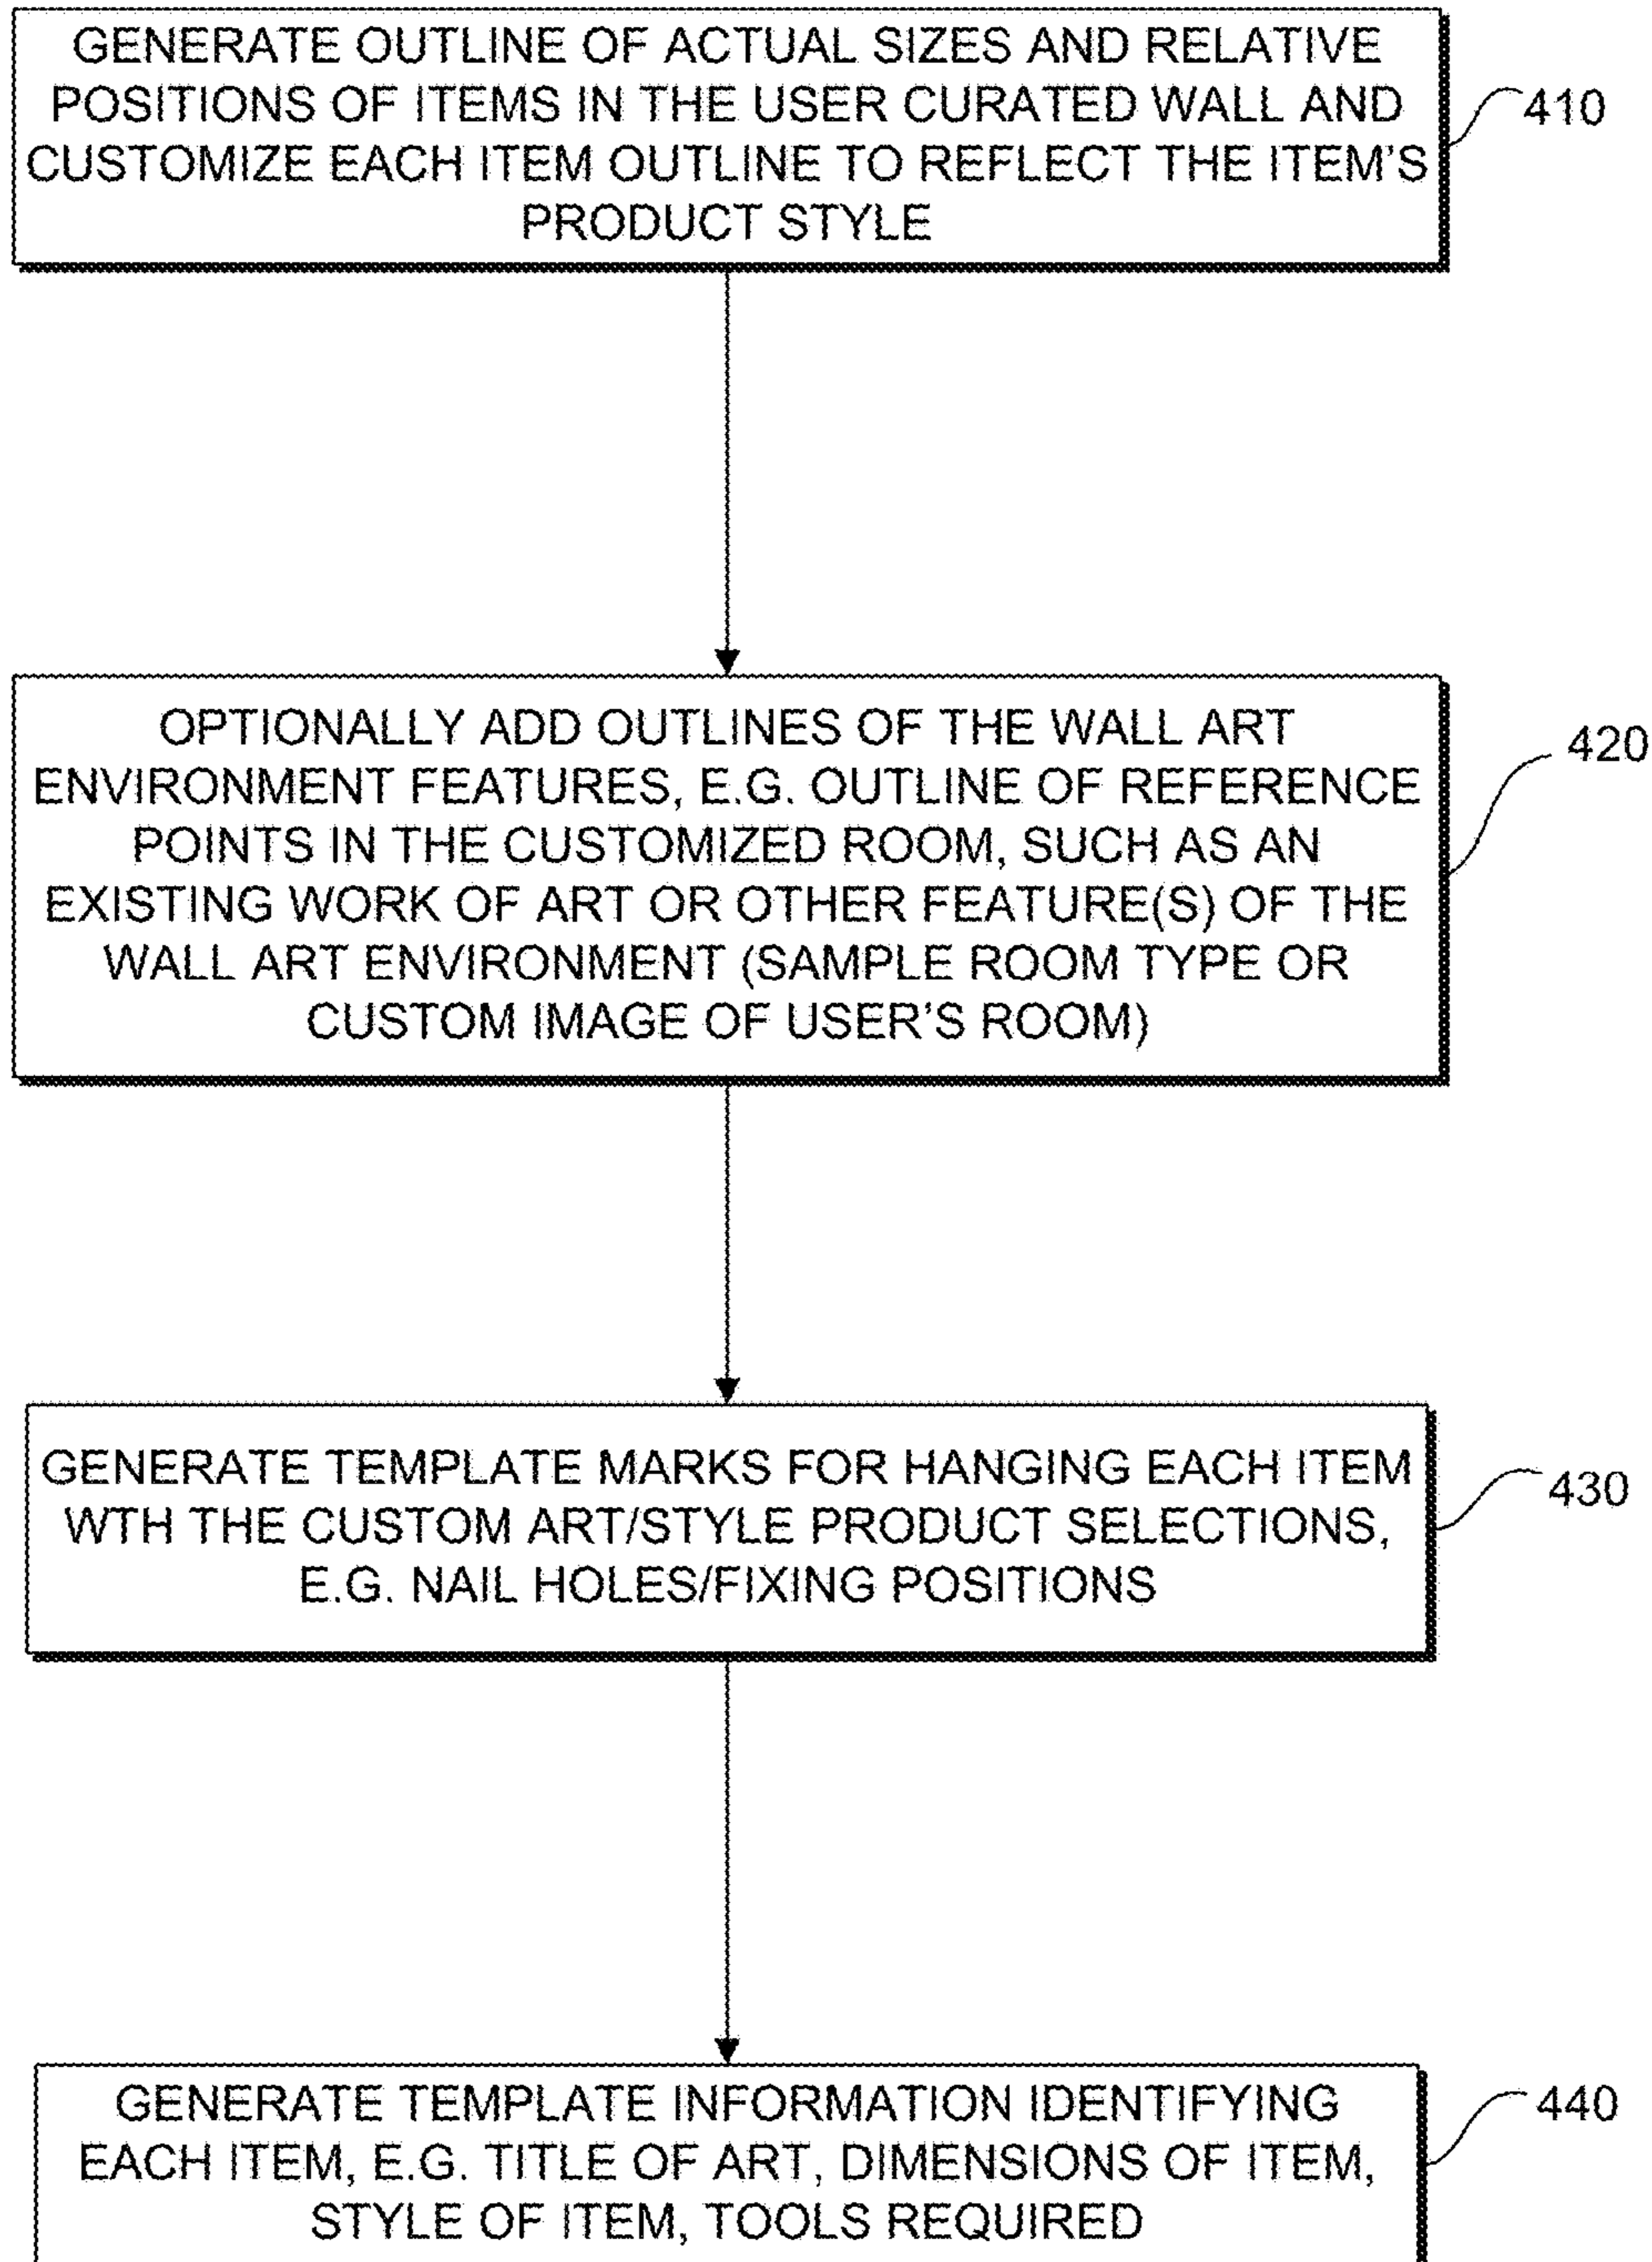 GENERATE OUTLINE OF ACTUAL SIZES AND RELATIVE
POSITIONS OF ITEMS IN THE USER CURATED WALL AND
CUSTOMIZE EACH ITEM OUTLINE TO REFLECT THE ITEM'S
PRODUCT STYLE
410
OPTIONALLY ADD OUTLINES OF THE WALL ART
ENVIRONMENT FEATURES, E.G. OUTLINE OF REFERENCE
POINTS IN THE CUSTOMIZED ROOM, SUCH AS AN
EXISTING WORK OF ART OR OTHER FEATURE(S) OF THE
WALL ART ENVIRONMENT (SAMPLE ROOM TYPE OR
CUSTOM IMAGE OF USER'S ROOM)
420
GENERATE TEMPLATE MARKS FOR HANGING EACH ITEM
WTH THE CUSTOM ART/STYLE PRODUCT SELECTIONS,
E.G. NAIL HOLES/FIXING POSITIONS
430
GENERATE TEMPLATE INFORMATION IDENTIFYING
EACH ITEM, E.G. TITLE OF ART, DIMENSIONS OF ITEM,
STYLE OF ITEM, TOOLS REQUIRED
440